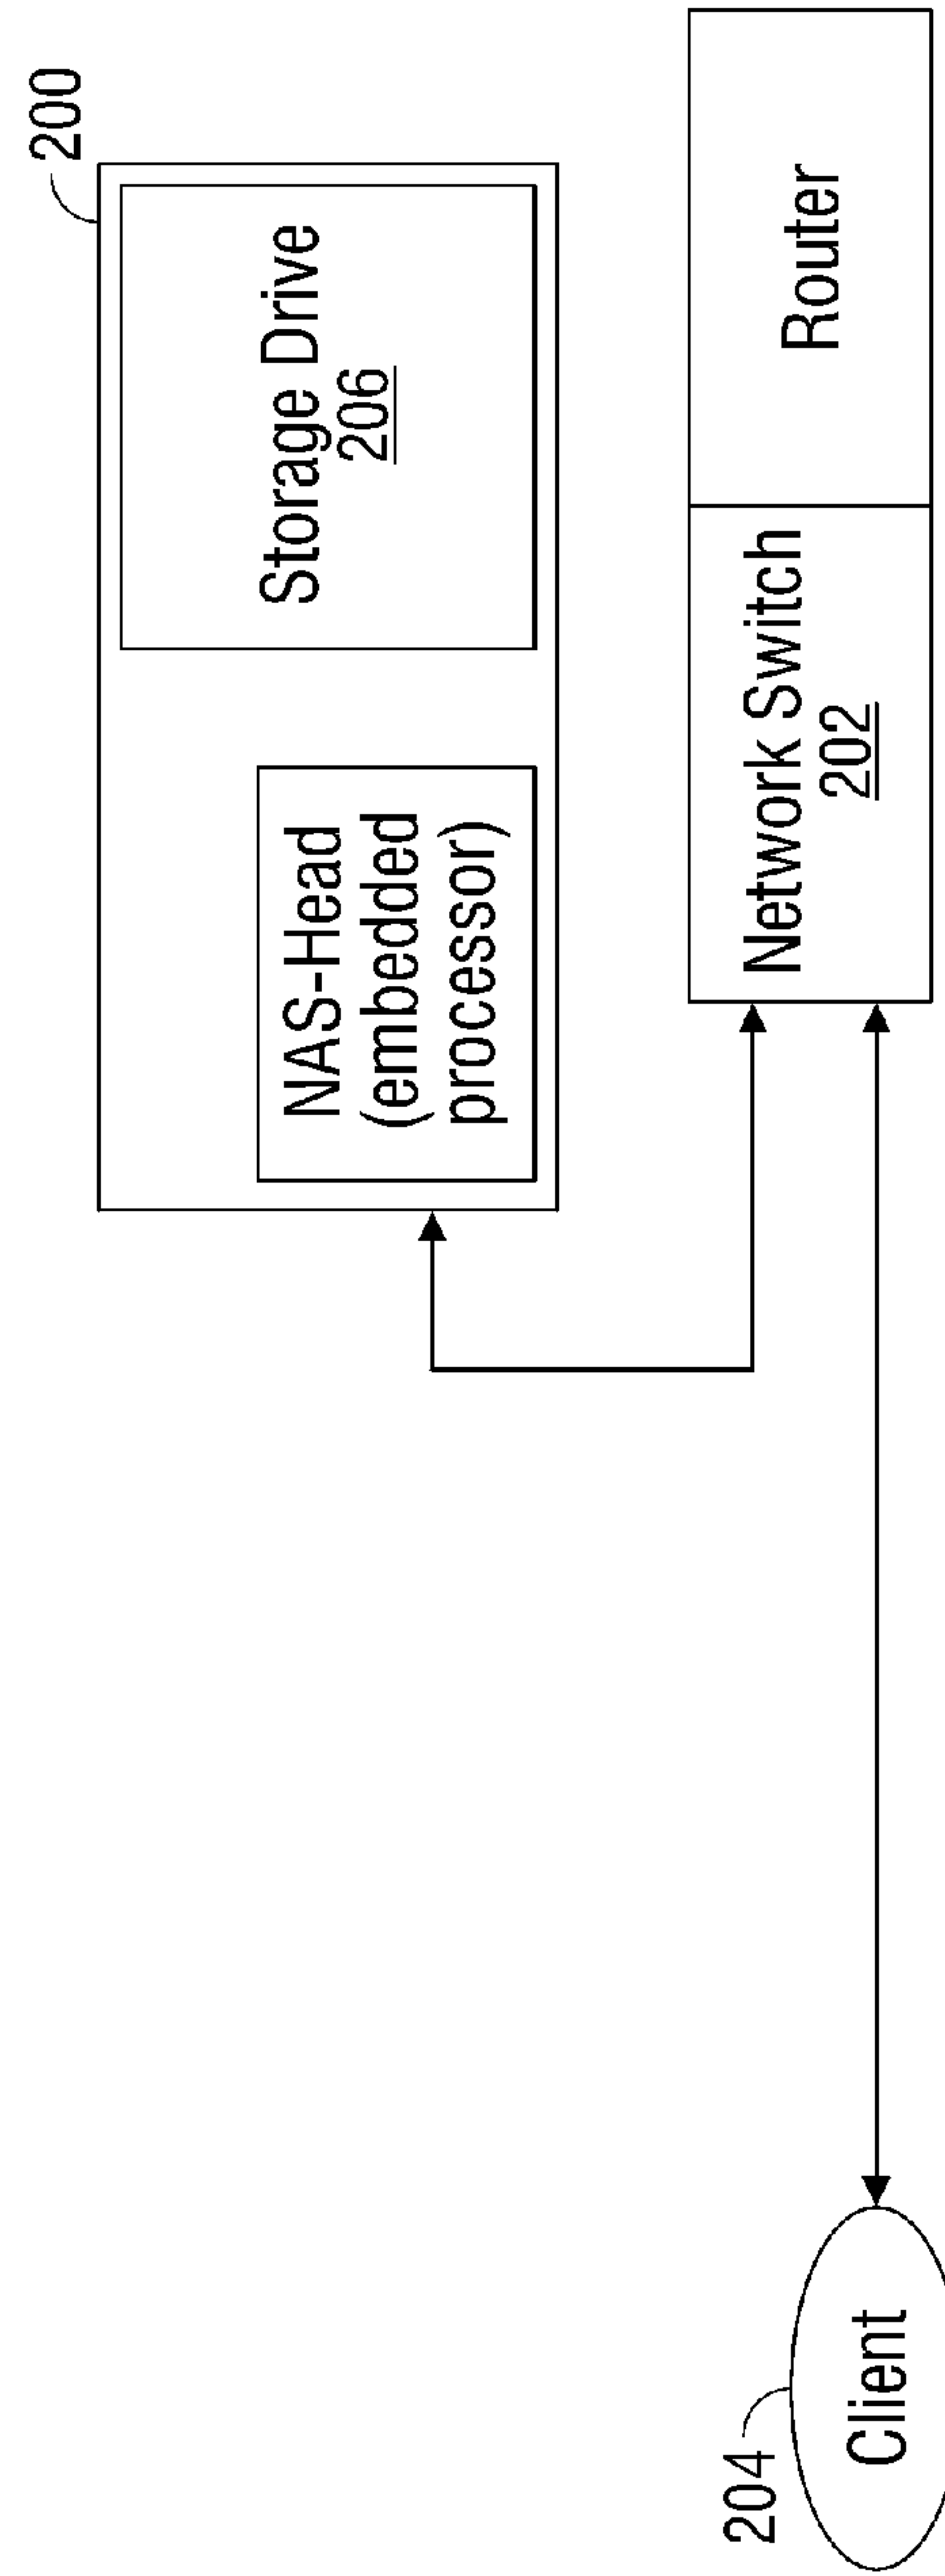 200
Storage Drive
206
NAS-Head
(embedded
processor)
Router
Network Switch
202
204
Client